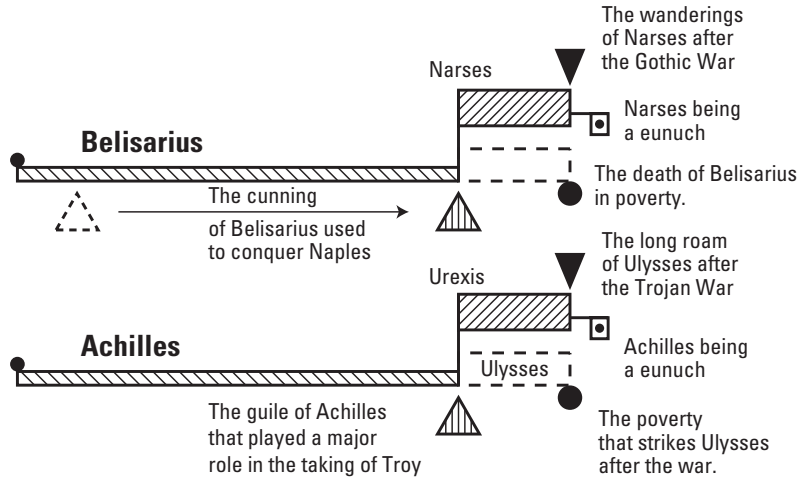 The wanderings
of Narses after
the Gothic War
Narses
Narses being
a eunuch
Belisarius
The death of Belisarius
in poverty.
The cunning
of Belisarius used
to conquer Naples
The long roam
of Ulysses after
the Trojan War
Urexis
Achilles being
a eunuch
Achilles
Ulysses
The guile of Achilles
that played a major
role in the taking of Troy
The poverty
that strikes Ulysses
after the war.